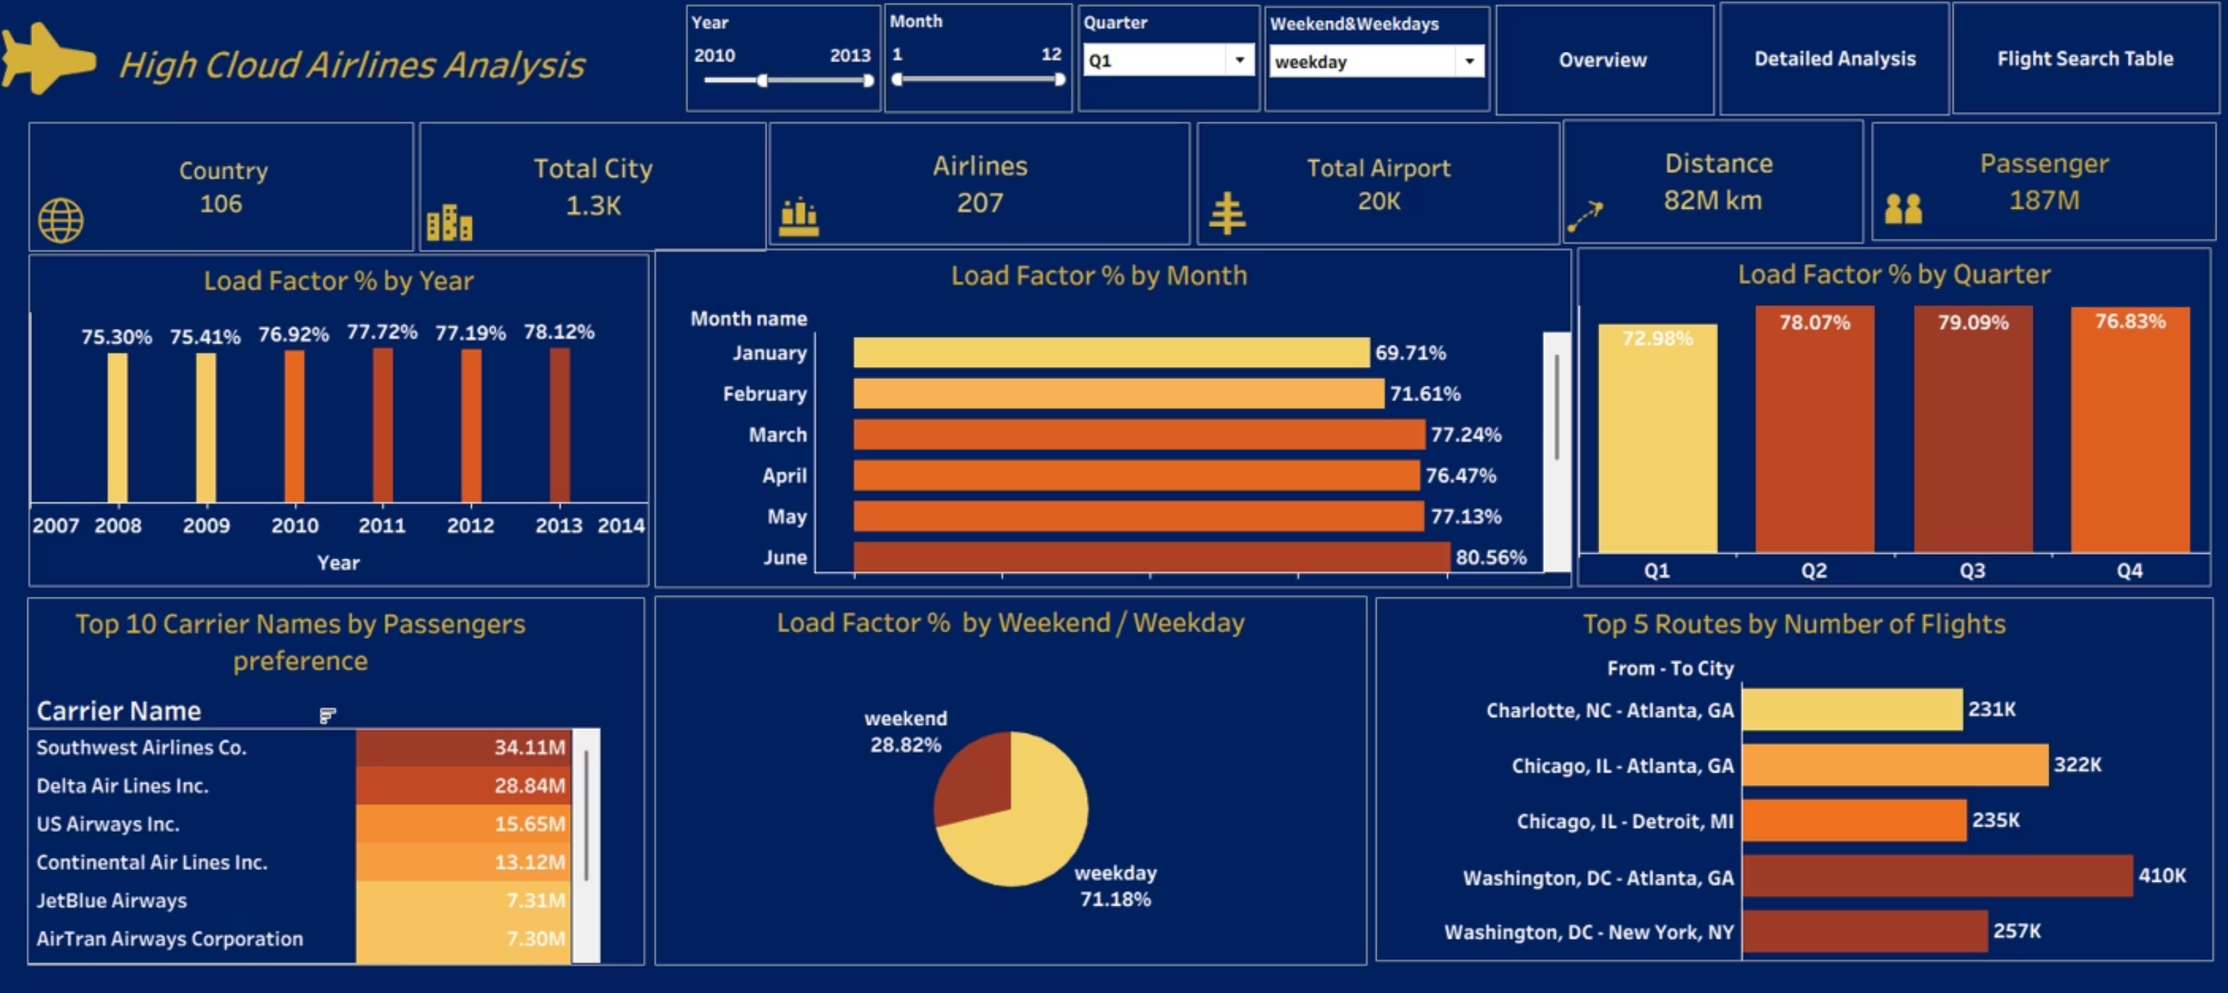 High Cloud Airlines Analysis
Year
2010 2013
Month
1 12
Quarter
Q1
Weekend&Weekdays
weekday
Overview
Detailed Analysis
Flight Search Table
Country
106
Total City
1.3K
Airlines
207
Total Airport
20K
Distance
82M km
Passenger
187M
Load Factor % by Year
75.30% 75.41% 76.92% 77.72% 77.19% 78.12%
2007 2008 2009 2010 2011 2012 2013 2014
Year
Load Factor % by Month
Month name
January 69.71%
February 71.61%
March 77.24%
April 76.47%
May 77.13%
June 80.56%
Load Factor % by Quarter
72.98% 78.07% 79.09% 76.83%
Q1 Q2 Q3 Q4
Top 10 Carrier Names by Passengers
preference
Carrier Name
Southwest Airlines Co. 34.11M
Delta Air Lines Inc. 28.84M
US Airways Inc. 15.65M
Continental Air Lines Inc. 13.12M
JetBlue Airways 7.31M
AirTran Airways Corporation 7.30M
Load Factor % by Weekend / Weekday
weekend
28.82%
weekday
71.18%
Top 5 Routes by Number of Flights
From - To City
Charlotte, NC - Atlanta, GA 231K
Chicago, IL - Atlanta, GA 322K
Chicago, IL - Detroit, MI 235K
Washington, DC - Atlanta, GA 410K
Washington, DC - New York, NY 257K